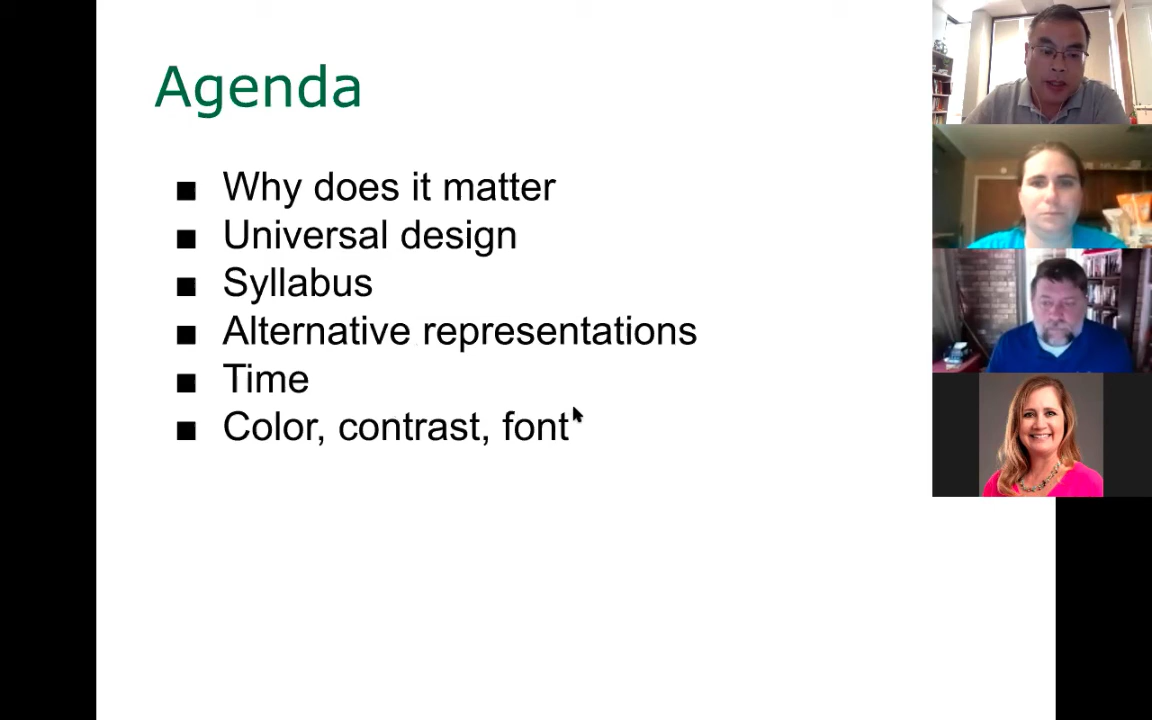 Agenda
■ Why does it matter
■ Universal design
■ Syllabus
■ Alternative representations
■ Time
■ Color, contrast, font